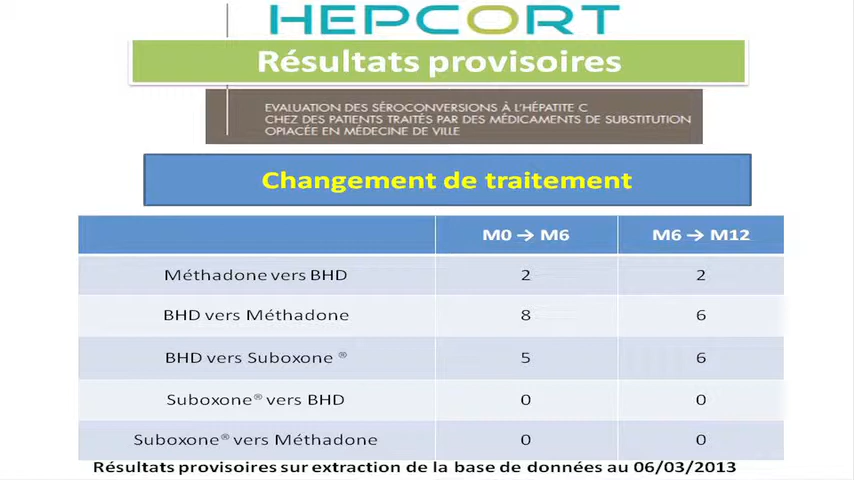 HEPCORT
Résultats provisoires
EVALUATION DES SÉROCONVERSIONS À L'HÉPATITE C
CHEZ DES PATIENTS TRAITÉS PAR DES MÉDICAMENTS DE SUBSTITUTION
OPIACÉE EN MÉDECINE DE VILLE
Changement de traitement
M0 → M6 M6 → M12
Méthadone vers BHD 2 2
BHD vers Méthadone 8 6
BHD vers Suboxone ® 5 6
Suboxone® vers BHD 0 0
Suboxone® vers Méthadone 0 0
Résultats provisoires sur extraction de la base de données au 06/03/2013